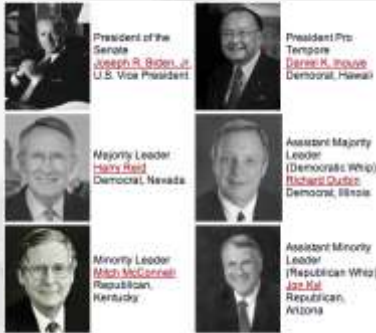 President of the
Senate
Joseph R. Biden, Jr.
U.S. Vice President
President Pro
Tempore
Daniel K. Inouye
Democrat, Hawaii
Majority Leader
Harry Reid
Democrat, Nevada
Assistant Majority
Leader
(Democratic Whip)
Richard Durbin
Democrat, Illinois
Minority Leader
Mitch McConnell
Republican,
Kentucky
Assistant Minority
Leader
(Republican Whip)
Jon Kyl
Republican,
Arizona